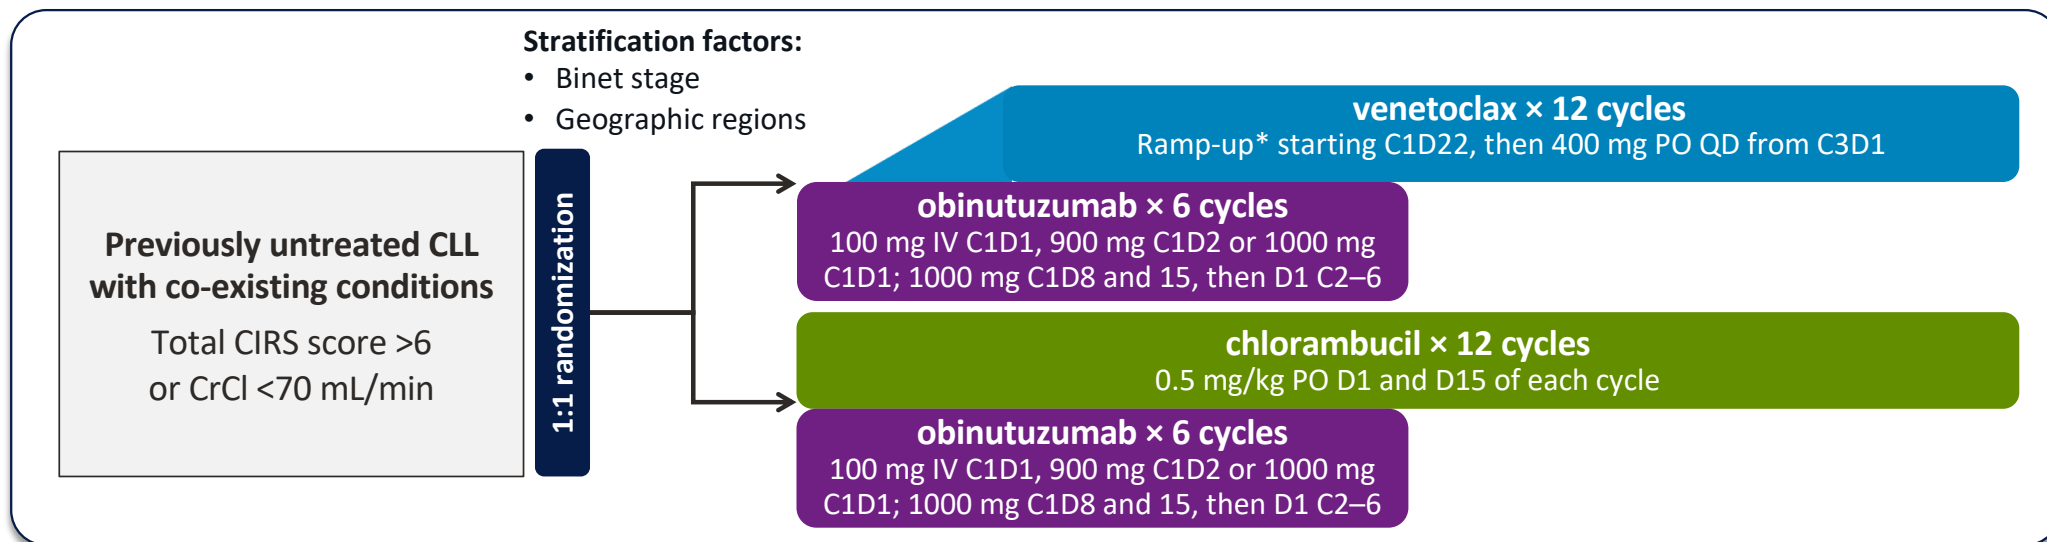 Stratification factors:
• Binet stage
• Geographic regions
Previously untreated CLL
with co-existing conditions
Total CIRS score >6
or CrCl <70 mL/min
1:1 randomization
venetoclax × 12 cycles
Ramp-up* starting C1D22, then 400 mg PO QD from C3D1
obinutuzumab × 6 cycles
100 mg IV C1D1, 900 mg C1D2 or 1000 mg
C1D1; 1000 mg C1D8 and 15, then D1 C2–6
chlorambucil × 12 cycles
0.5 mg/kg PO D1 and D15 of each cycle
obinutuzumab × 6 cycles
100 mg IV C1D1, 900 mg C1D2 or 1000 mg
C1D1; 1000 mg C1D8 and 15, then D1 C2–6